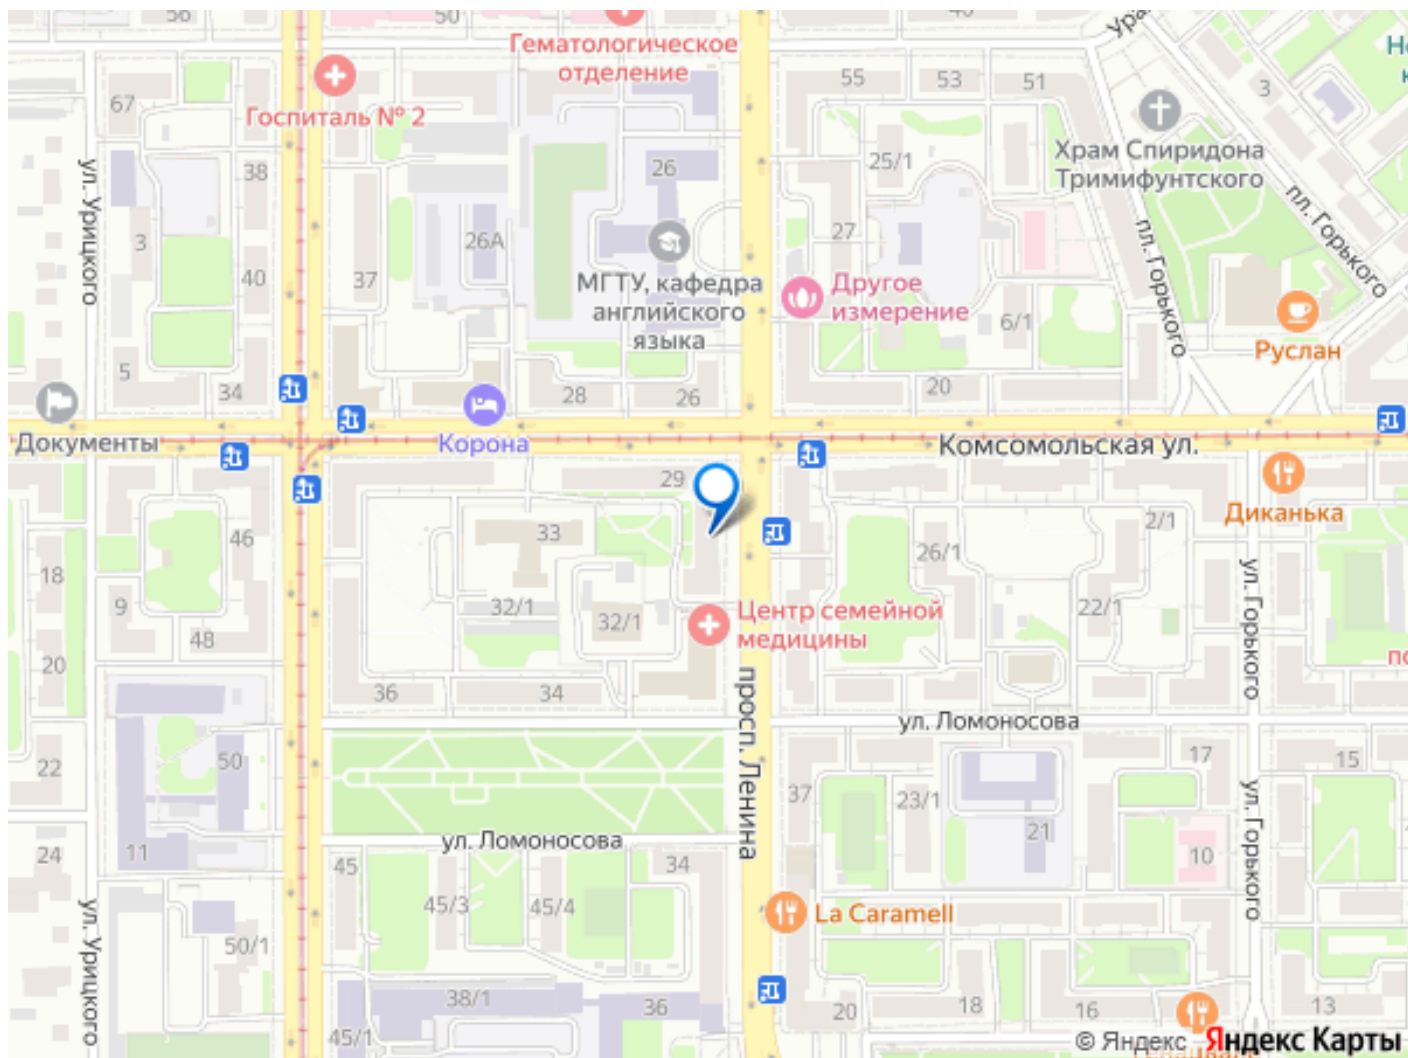 56
50
40
Гематологическое
отделение
55
53
51
3
67
Госпиталь № 2
Храм Спиридона
Тримифунтского
ул. Урицкого
38
26
25/1
пл. Горького
пл. Горького
3
26А
27
40
37
МГТУ, кафедра
английского
языка
Другое
измерение
6/1
Руслан
5
34
28
26
20
Документы
Корона
Комсомольская ул.
29
Диканька
46
33
26/1
2/1
18
9
32/1
32/1
22/1
ул. Горького
48
Центр семейной
медицины
20
36
34
просп. Ленина
ул. Ломоносова
22
50
17
15
37
23/1
21
ул. Горького
24
11
ул. Ломоносова
45
34
10
ул. Урицкого
45/3
45/4
La Caramell
50/1
38/1
36
20
18
16
13
45/1
© Яндекс
Яндекс Карты